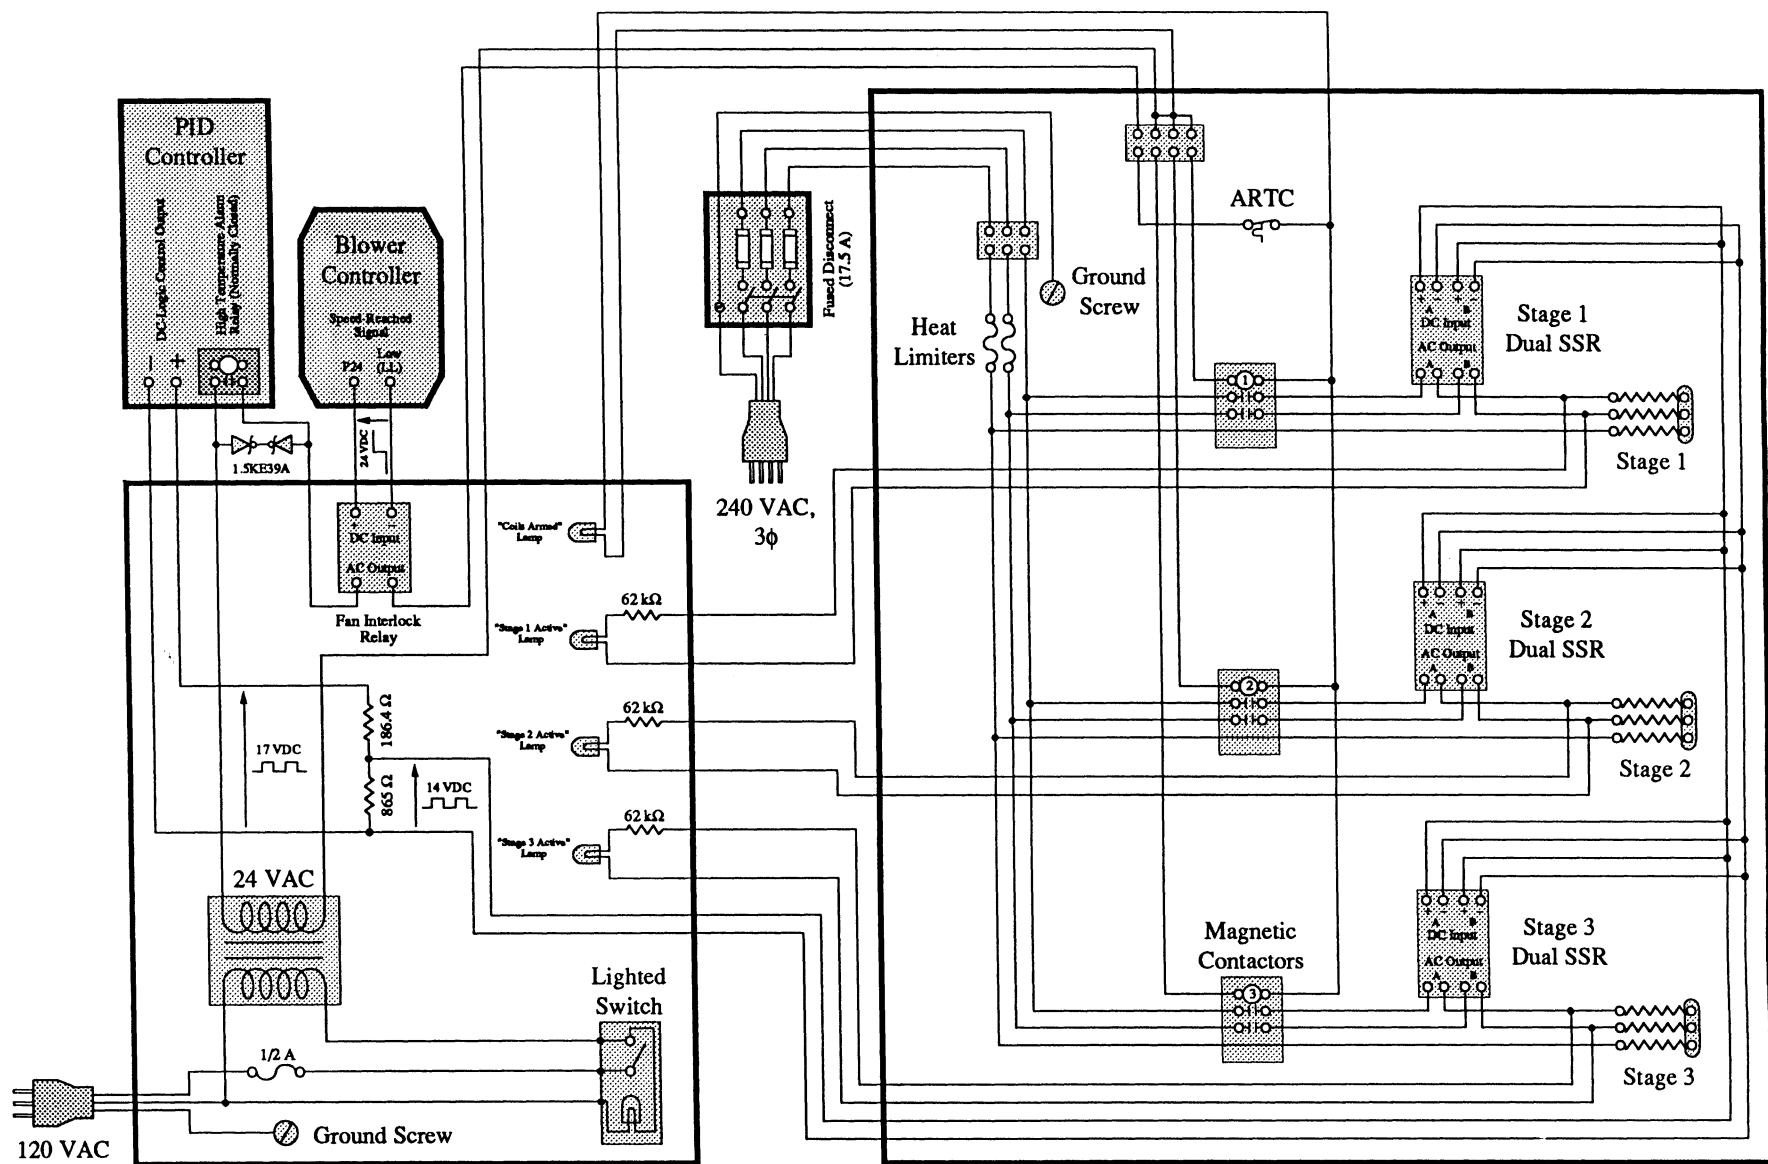 PID
Controller
DC-Logic Control Output
High Temperature Alarm
Relay (Normally Closed)
−
+
1.5KE39A
Blower
Controller
Speed-Reached
Signal
P24
Low
(LL)
24 VDC
+
−
DC Input
AC Output
Fan Interlock
Relay
Fused Disconnect
(17.5 A)
240 VAC,
3ϕ
Ground
Screw
Heat
Limiters
ARTC
1
+
−
+
−
A
B
DC Input
AC Output
A
B
Stage 1
Dual SSR
Stage 1
"Coils Armed"
Lamp
62 kΩ
"Stage 1 Active"
Lamp
62 kΩ
"Stage 2 Active"
Lamp
62 kΩ
"Stage 3 Active"
Lamp
186.4 Ω
865 Ω
17 VDC
14 VDC
2
+
−
+
−
A
B
DC Input
AC Output
A
B
Stage 2
Dual SSR
Stage 2
24 VAC
Lighted
Switch
1/2 A
120 VAC
Ground Screw
Magnetic
Contactors
3
+
−
+
−
A
B
DC Input
AC Output
A
B
Stage 3
Dual SSR
Stage 3